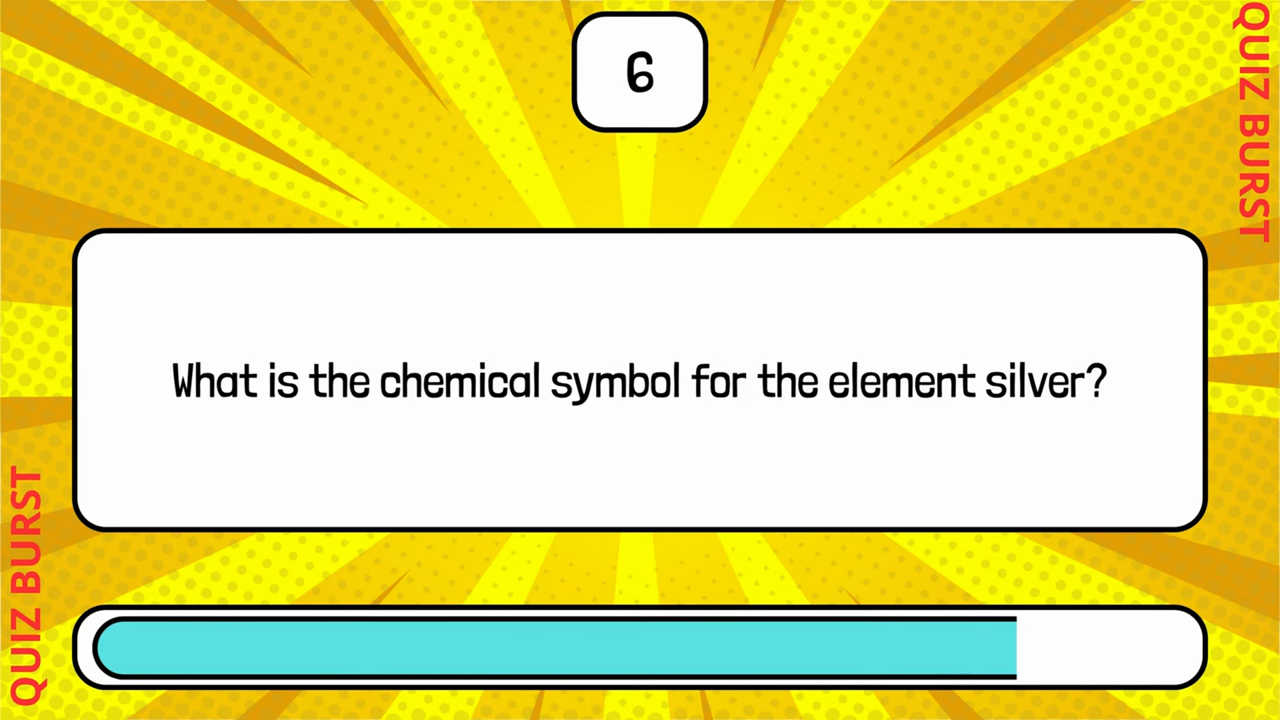 6
QUIZ BURST
What is the chemical symbol for the element silver?
QUIZ BURST